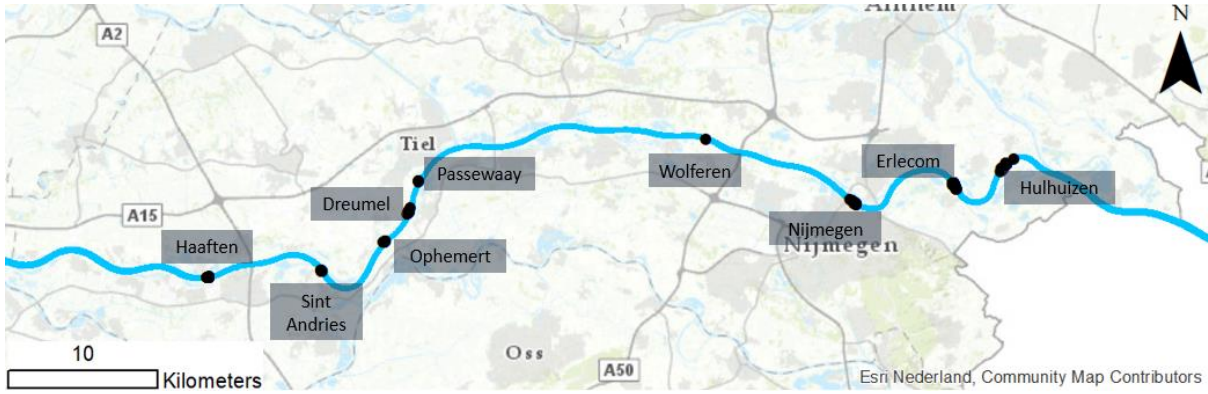 Arnhem
N
A2
Tiel
Passewaay
Wolferen
Erlecom
Hulhuizen
Dreumel
A15
Haaften
Ophemert
Nijmegen
Nijmegen
Sint
Andries
Oss
A50
10
Kilometers
Esri Nederland, Community Map Contributors